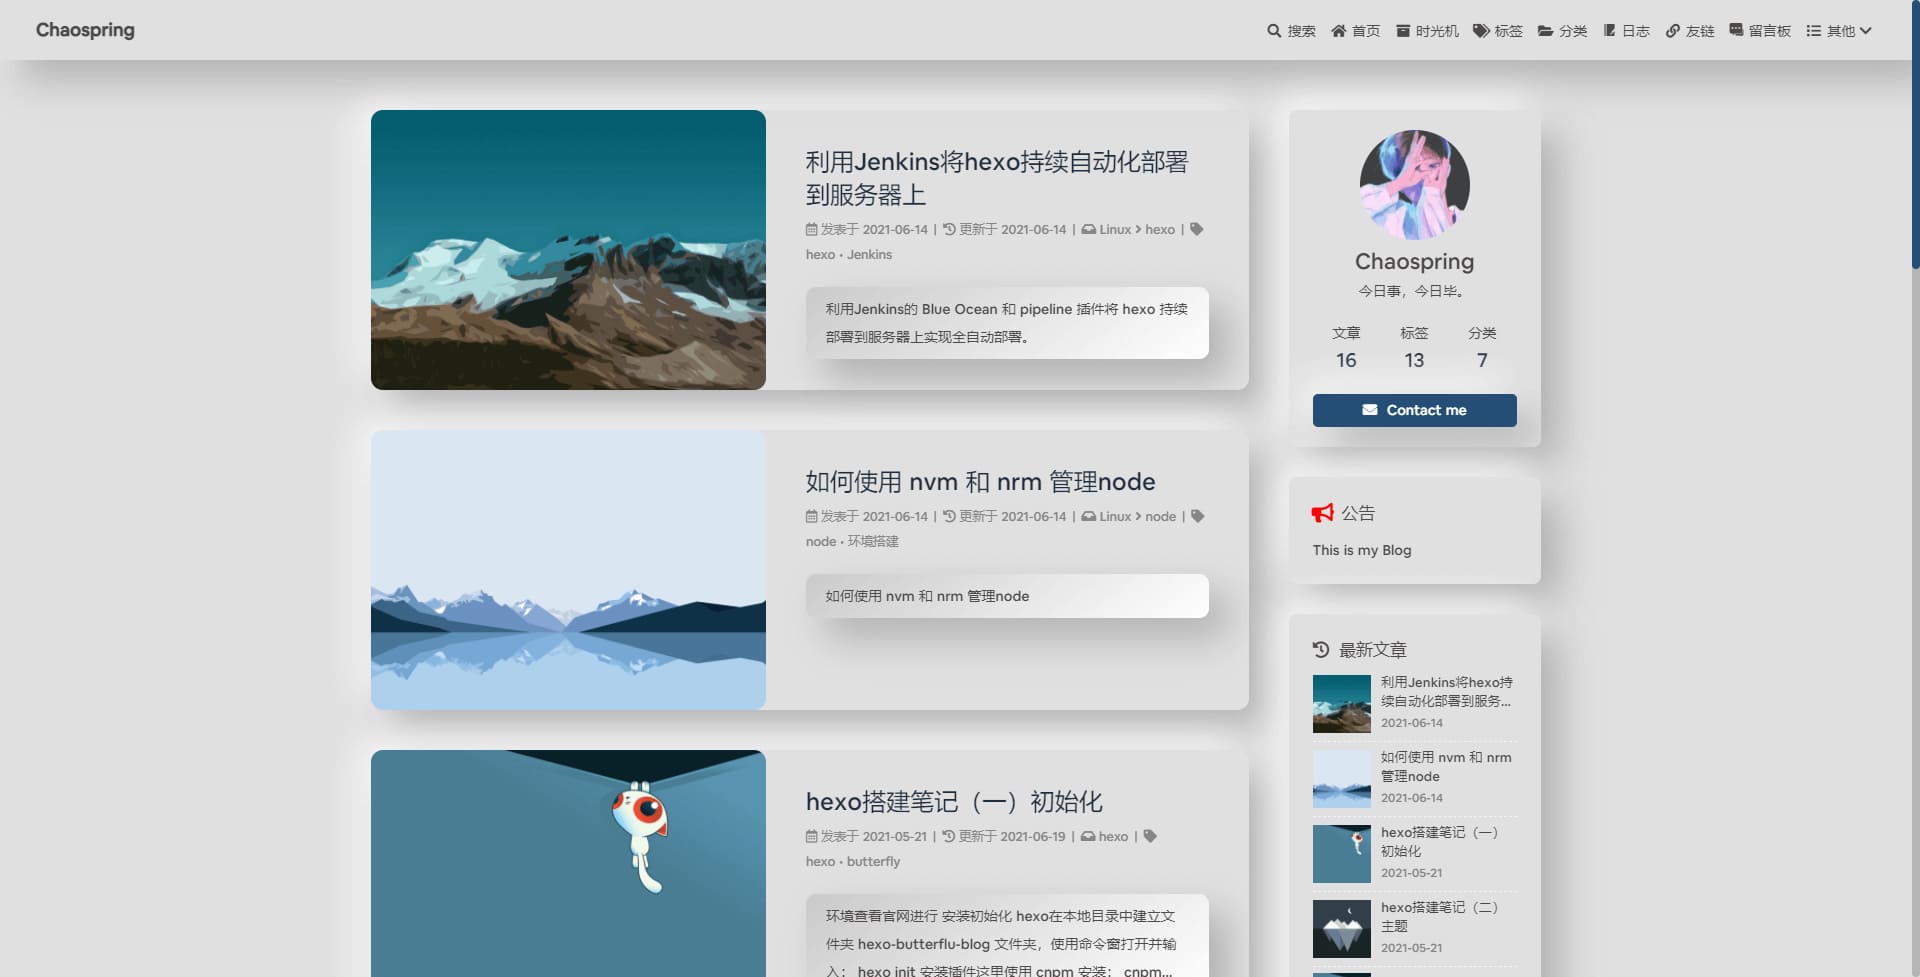 Chaospring
搜索 首页 时光机 标签 分类 日志 友链 留言板 其他
利用Jenkins将hexo持续自动化部署
到服务器上
发表于 2021-06-14 | 更新于 2021-06-14 | Linux > hexo |
hexo • Jenkins
利用Jenkins的 Blue Ocean 和 pipeline 插件将 hexo 持续
部署到服务器上实现全自动部署。
如何使用 nvm 和 nrm 管理node
发表于 2021-06-14 | 更新于 2021-06-14 | Linux > node |
node • 环境搭建
如何使用 nvm 和 nrm 管理node
hexo搭建笔记（一）初始化
发表于 2021-05-21 | 更新于 2021-06-19 | hexo |
hexo • butterfly
环境查看官网进行 安装初始化 hexo在本地目录中建立文
件夹 hexo-butterflu-blog 文件夹，使用命令窗打开并输
入： hexo init 安装插件这里使用 cnpm 安装： cnpm...
Chaospring
今日事，今日毕。
文章 标签 分类
16 13 7
Contact me
公告
This is my Blog
最新文章
利用Jenkins将hexo持
续自动化部署到服务...
2021-06-14
如何使用 nvm 和 nrm
管理node
2021-06-14
hexo搭建笔记（一）
初始化
2021-05-21
hexo搭建笔记（二）
主题
2021-05-21